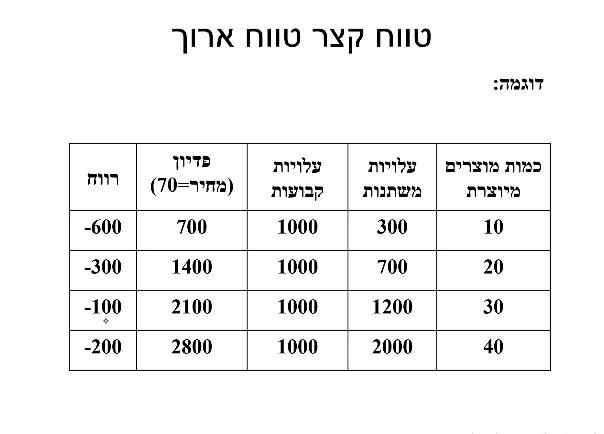 טווח קצר טווח ארוך
דוגמה:
כמות מוצרים מיוצרת | עלויות משתנות | עלויות קבועות | פדיון (מחיר=70) | רווח
10 | 300 | 1000 | 700 | -600
20 | 700 | 1000 | 1400 | -300
30 | 1200 | 1000 | 2100 | -100
40 | 2000 | 1000 | 2800 | -200